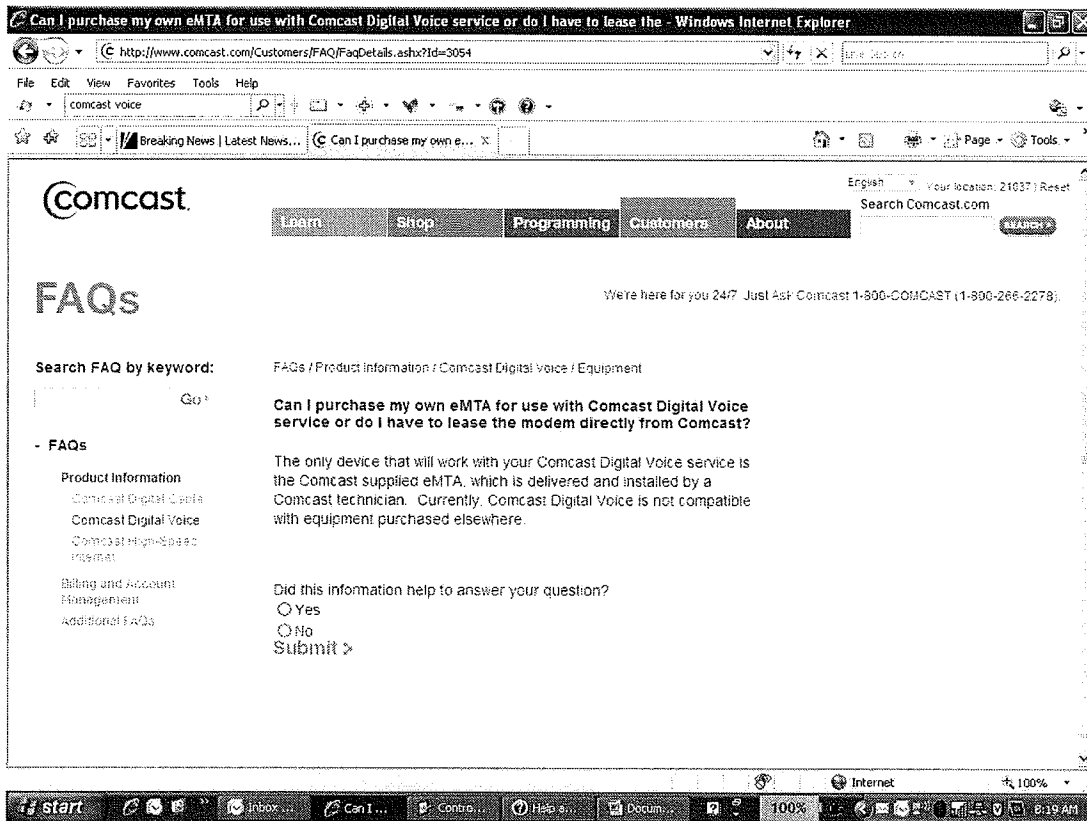 Can I purchase my own eMTA for use with Comcast Digital Voice service or do I have to lease the - Windows Internet Explorer
http://www.comcast.com/Customers/FAQ/FaqDetails.ashx?Id=3054
File Edit View Favorites Tools Help
comcast voice
Breaking News | Latest News... Can I purchase my own e... X Page Tools
comcast.
English Your location: 21037 | Reset
Search Comcast.com
Learn Shop Programming Customers About SEARCH >
FAQs
We're here for you 24/7 Just Ask Comcast 1-800-COMCAST (1-800-266-2278).
Search FAQ by keyword:
Go >
FAQs / Product Information / Comcast Digital Voice / Equipment
Can I purchase my own eMTA for use with Comcast Digital Voice
service or do I have to lease the modem directly from Comcast?
- FAQs
Product Information
Comcast Digital Cable
Comcast Digital Voice
Comcast High-Speed
Internet
Billing and Account
Management
Additional FAQs
The only device that will work with your Comcast Digital Voice service is
the Comcast supplied eMTA, which is delivered and installed by a
Comcast technician. Currently, Comcast Digital Voice is not compatible
with equipment purchased elsewhere.
Did this information help to answer your question?
Yes
No
Submit >
Internet 100%
start Inbox ... Can I ... Contro... Help a... Docum... 100% 8:19 AM